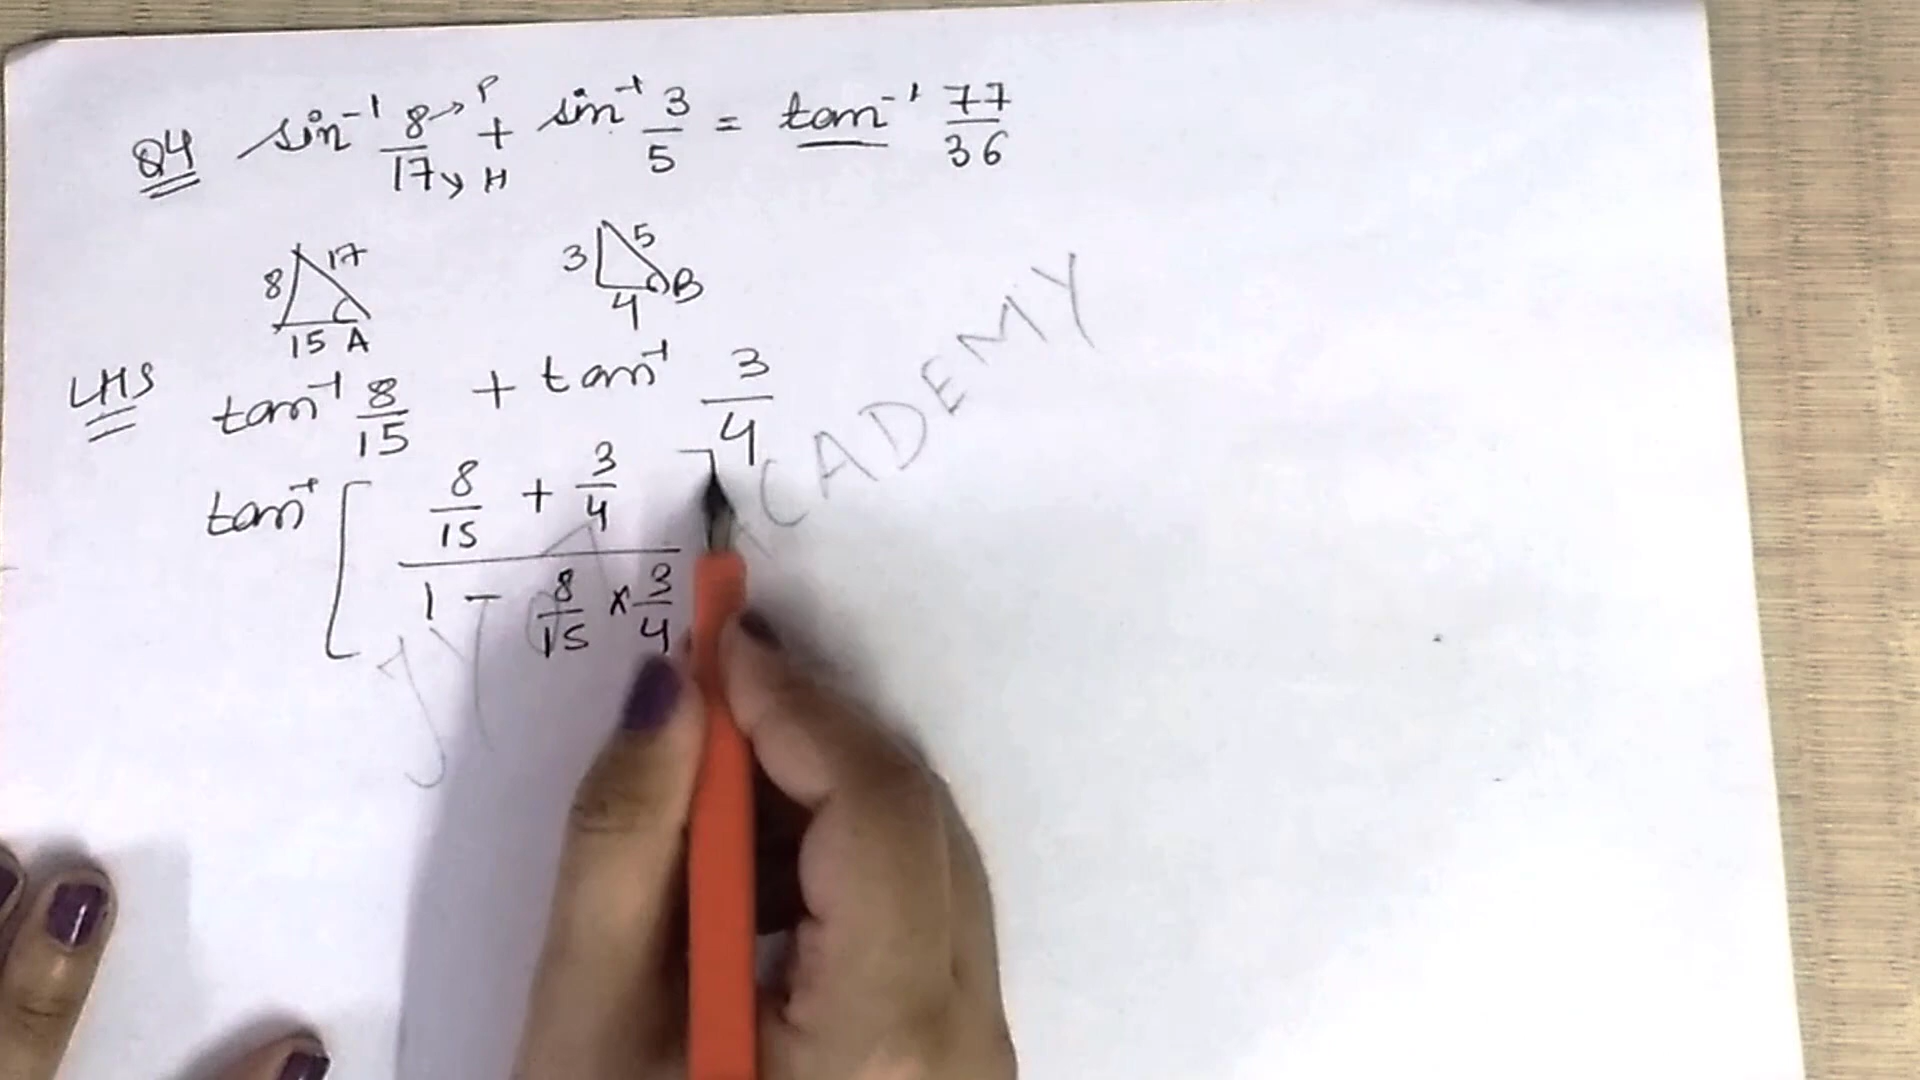 Q4 sin⁻¹ 8/17 → P → H + sin⁻¹ 3/5 = tan⁻¹ 77/36
8 17 15 A
3 5 4 B
LHS tan⁻¹ 8/15 + tan⁻¹ 3/4
tan⁻¹ [ (8/15 + 3/4) / (1 - 8/15 × 3/4) ]
ACADEMY